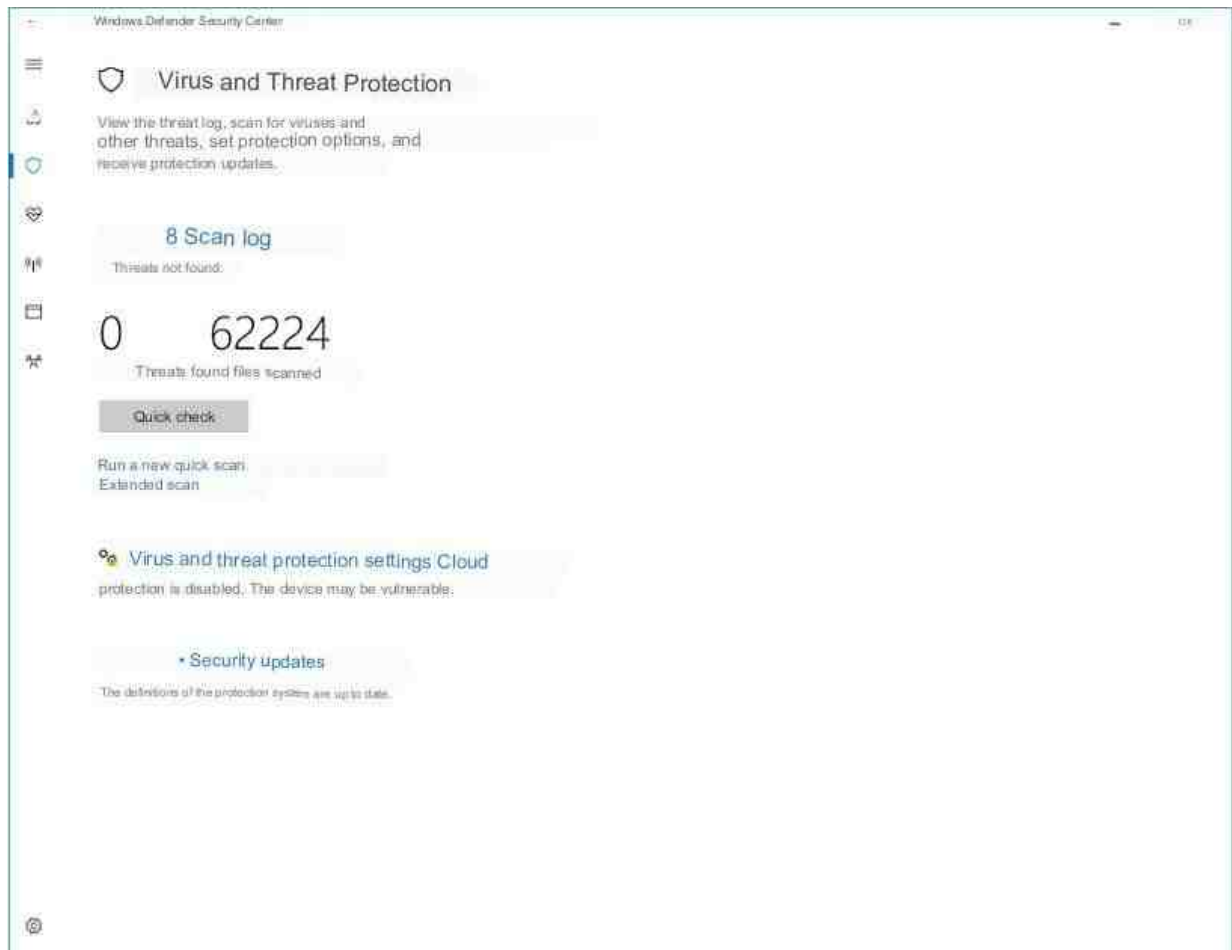 Windows Defender Security Center
Virus and Threat Protection
View the threat log, scan for viruses and
other threats, set protection options, and
receive protection updates.
8 Scan log
Threats not found.
0 62224
Threats found files scanned
Quick check
Run a new quick scan
Extended scan
Virus and threat protection settings Cloud
protection is disabled. The device may be vulnerable.
• Security updates
The definitions of the protection system are up to date.